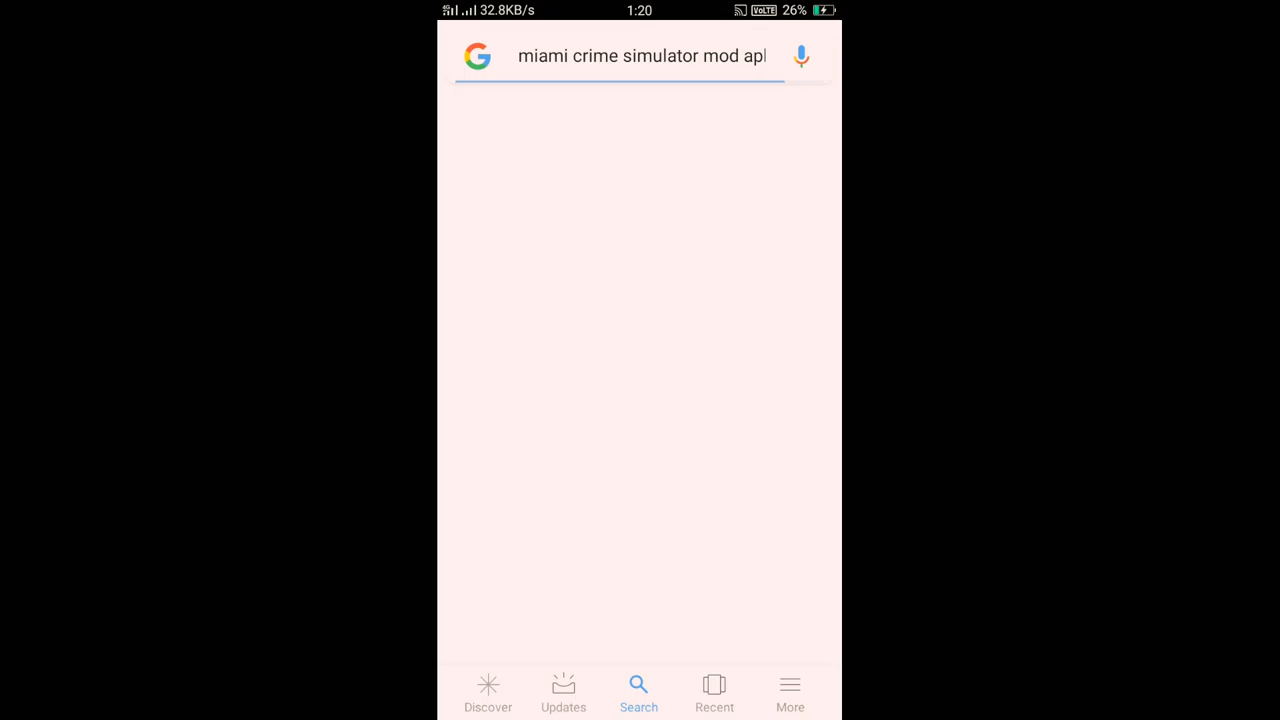 32.8KB/s 1:20 VoLTE 26%
miami crime simulator mod apl
Discover Updates Search Recent More